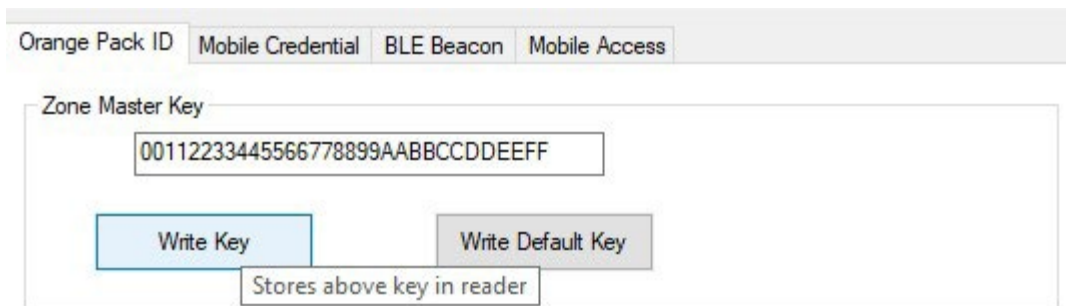 Orange Pack ID Mobile Credential BLE Beacon Mobile Access
Zone Master Key
00112233445566778899AABBCCDDEEFF
Write Key Write Default Key
Stores above key in reader